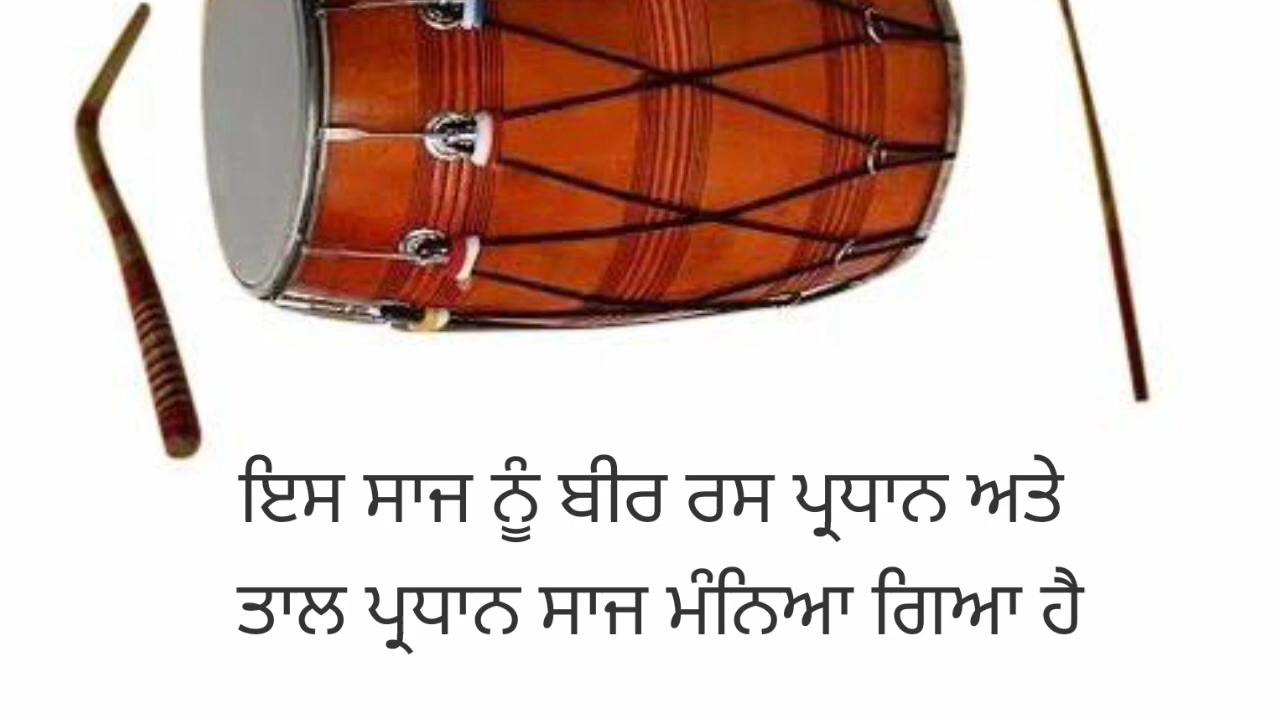 ਇਸ ਸਾਜ ਨੂੰ ਬੀਰ ਰਸ ਪ੍ਰਧਾਨ ਅਤੇ
ਤਾਲ ਪ੍ਰਧਾਨ ਸਾਜ ਮੰਨਿਆ ਗਿਆ ਹੈ